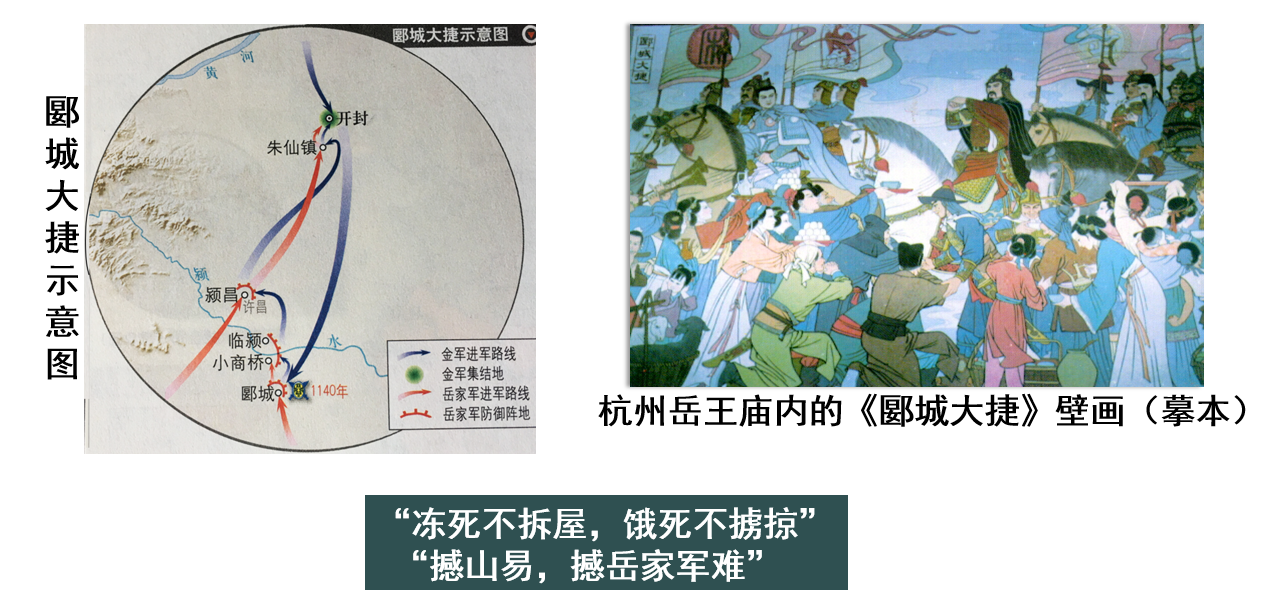 郾城大捷示意图
郾城大捷示意图
黄河
开封
朱仙镇
颍
颍昌
许昌
临颍
水
小商桥
郾城
1140年
金军进军路线
金军集结地
岳家军进军路线
岳家军防御阵地
郾城大捷
杭州岳王庙内的《郾城大捷》壁画（摹本）
“冻死不拆屋，饿死不掳掠”
“撼山易，撼岳家军难”